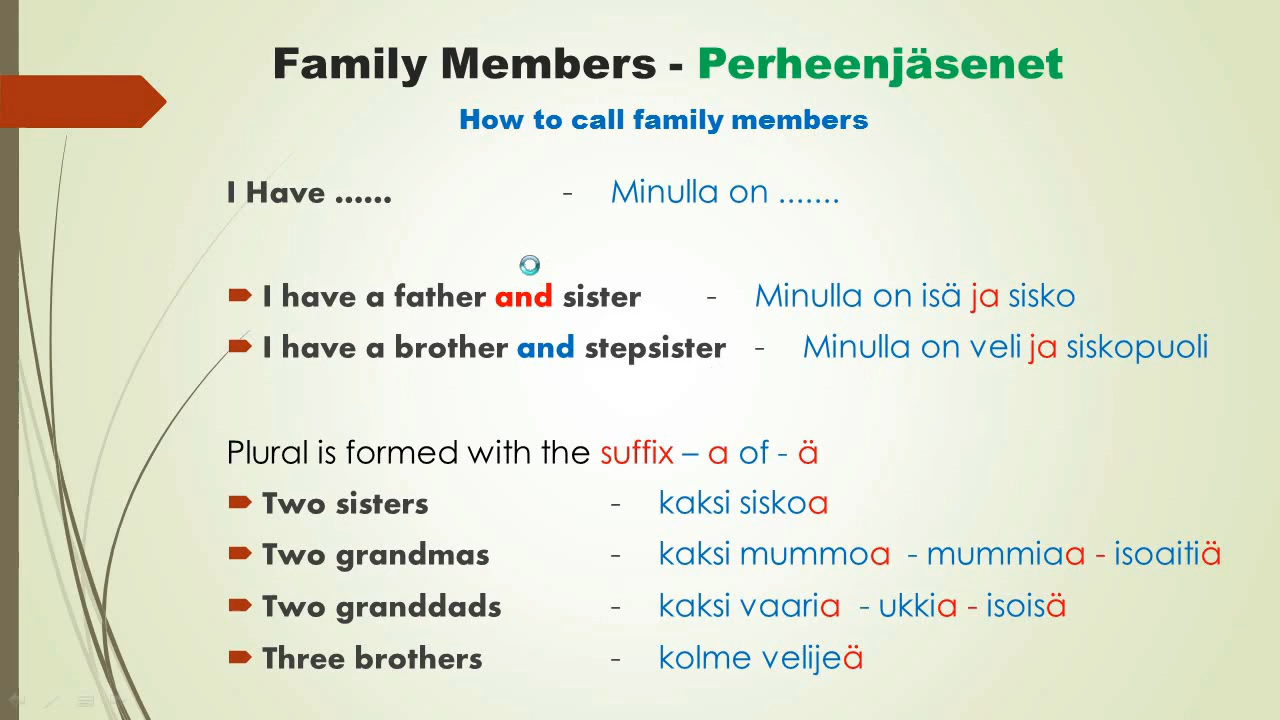 Family Members - Perheenjäsenet
How to call family members
I Have ...... - Minulla on .......
I have a father and sister - Minulla on isä ja sisko
I have a brother and stepsister - Minulla on veli ja siskopuoli
Plural is formed with the suffix – a of - ä
Two sisters - kaksi siskoa
Two grandmas - kaksi mummoa - mummiaa - isoaitiä
Two granddads - kaksi vaaria - ukkia - isoisä
Three brothers - kolme velijeä